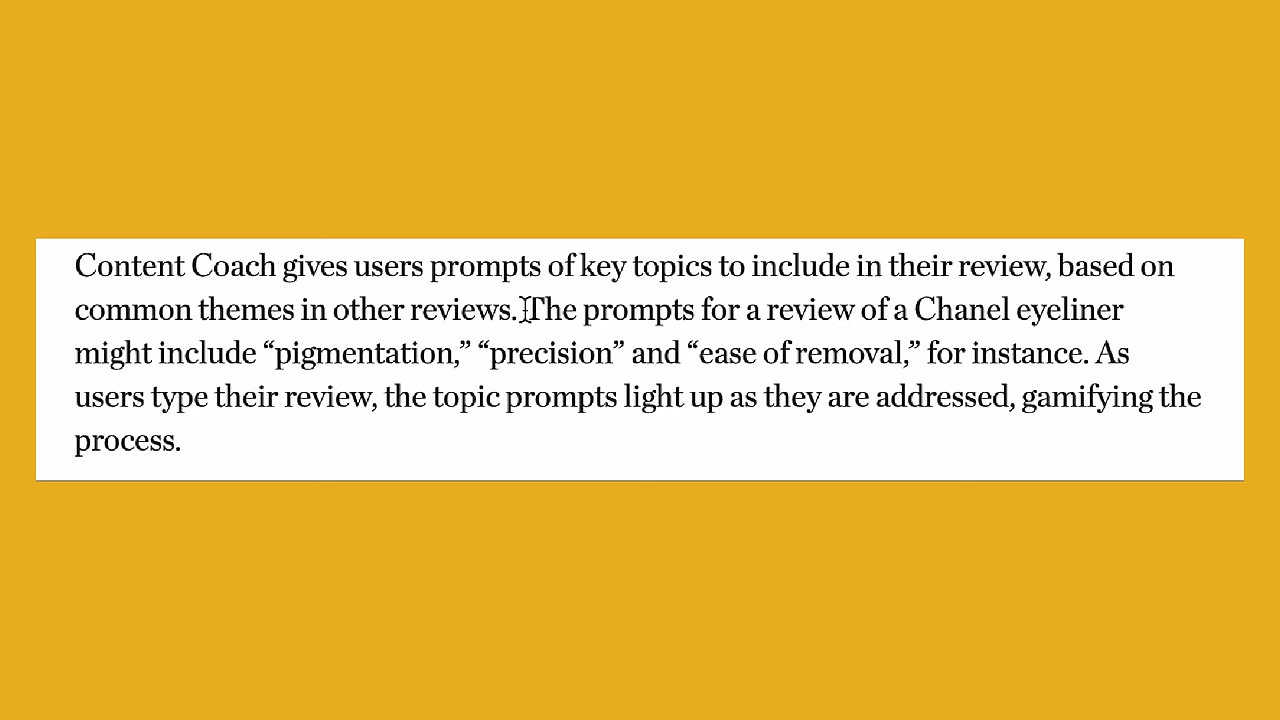 Content Coach gives users prompts of key topics to include in their review, based on
common themes in other reviews. The prompts for a review of a Chanel eyeliner
might include “pigmentation,” “precision” and “ease of removal,” for instance. As
users type their review, the topic prompts light up as they are addressed, gamifying the
process.